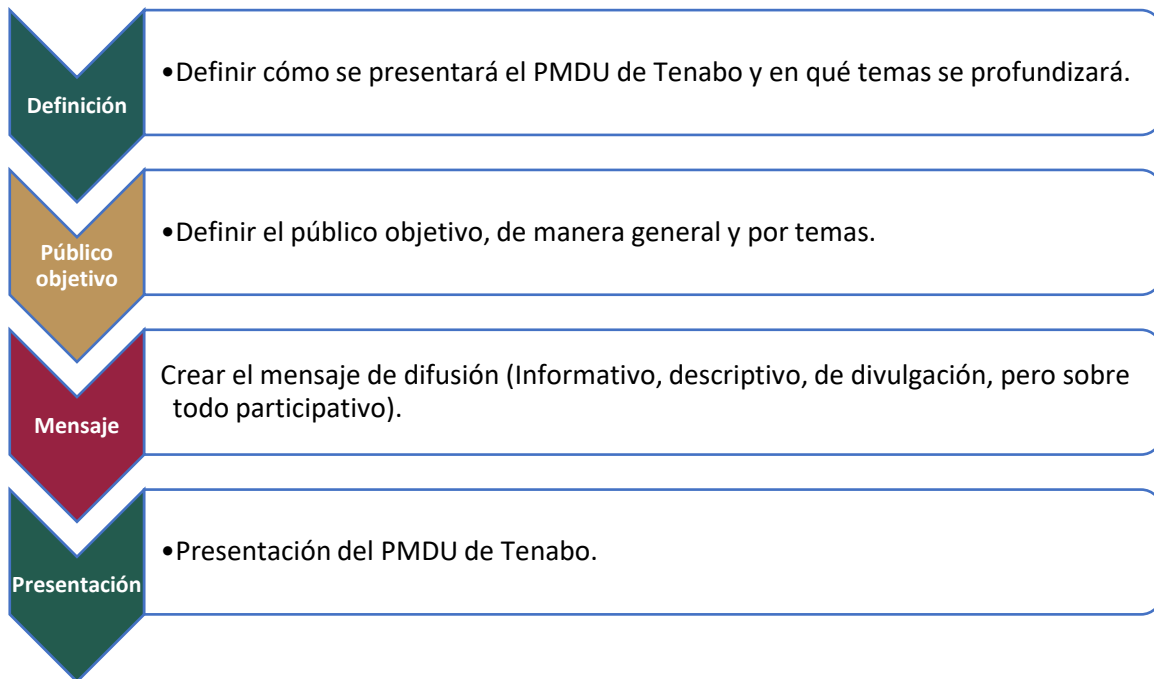 Definición
•Definir cómo se presentará el PMDU de Tenabo y en qué temas se profundizará.
Público
objetivo
•Definir el público objetivo, de manera general y por temas.
Mensaje
Crear el mensaje de difusión (Informativo, descriptivo, de divulgación, pero sobre
todo participativo).
Presentación
•Presentación del PMDU de Tenabo.